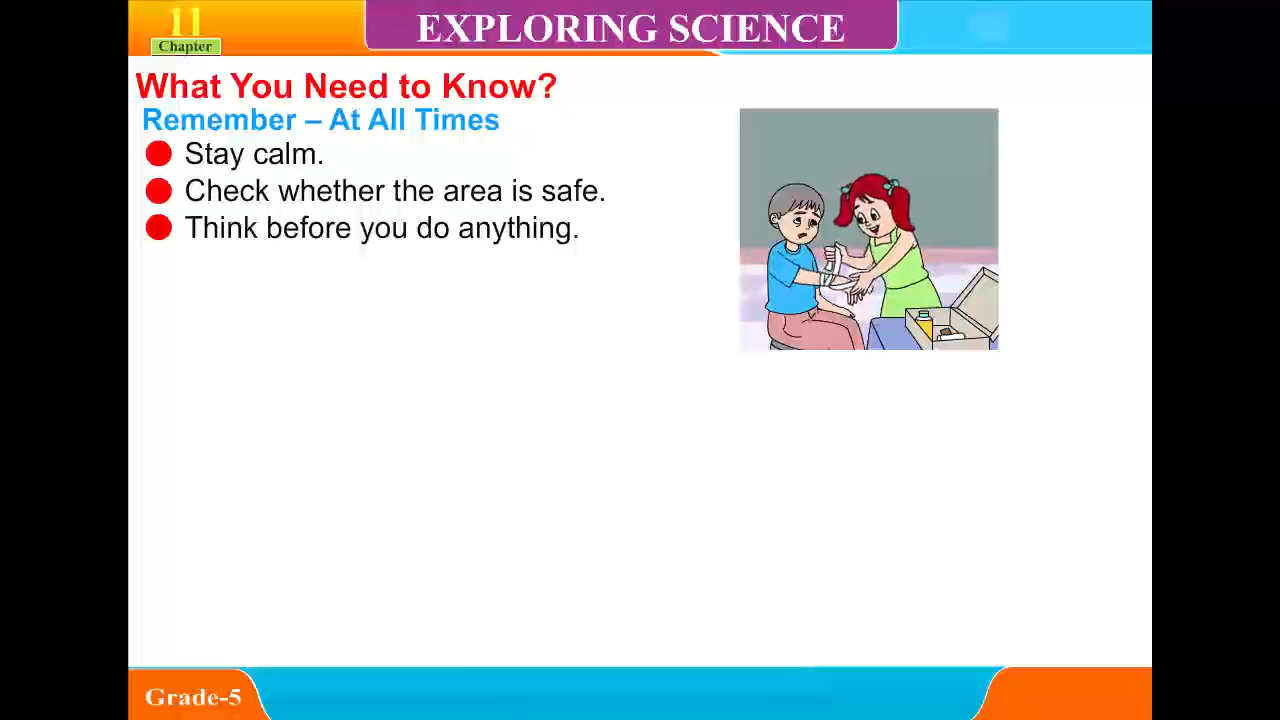 11
Chapter
EXPLORING SCIENCE
What You Need to Know?
Remember – At All Times
Stay calm.
Check whether the area is safe.
Think before you do anything.
Grade-5